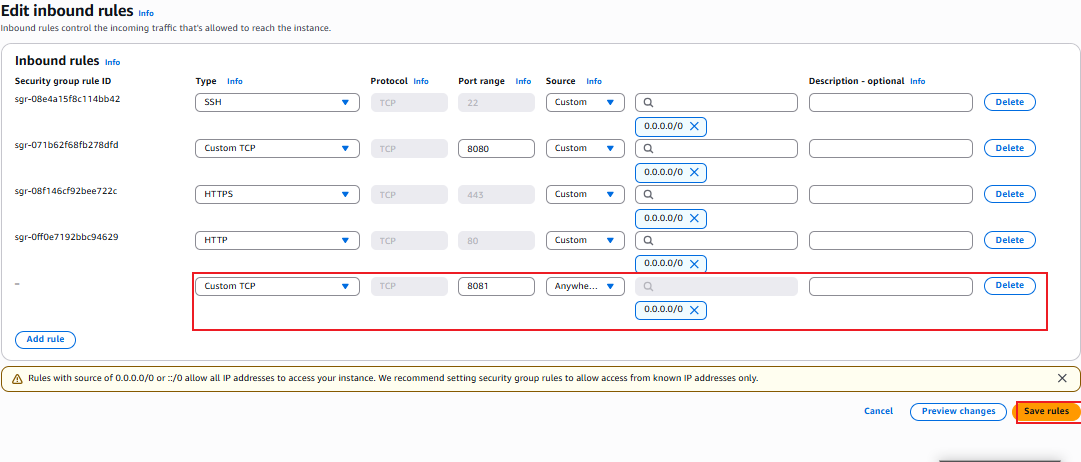 Edit inbound rules Info
Inbound rules control the incoming traffic that's allowed to reach the instance.
Inbound rules Info
Security group rule ID Type Info Protocol Info Port range Info Source Info Description - optional Info
sgr-08e4a15f8c114bb42 SSH TCP 22 Custom Delete
0.0.0.0/0
sgr-071b62f68fb278dfd Custom TCP TCP 8080 Custom Delete
0.0.0.0/0
sgr-08f146cf92bee722c HTTPS TCP 443 Custom Delete
0.0.0.0/0
sgr-0ff0e7192bbc94629 HTTP TCP 80 Custom Delete
0.0.0.0/0
– Custom TCP TCP 8081 Anywhe... Delete
0.0.0.0/0
Add rule
Rules with source of 0.0.0.0/0 or ::/0 allow all IP addresses to access your instance. We recommend setting security group rules to allow access from known IP addresses only.
Cancel Preview changes Save rules